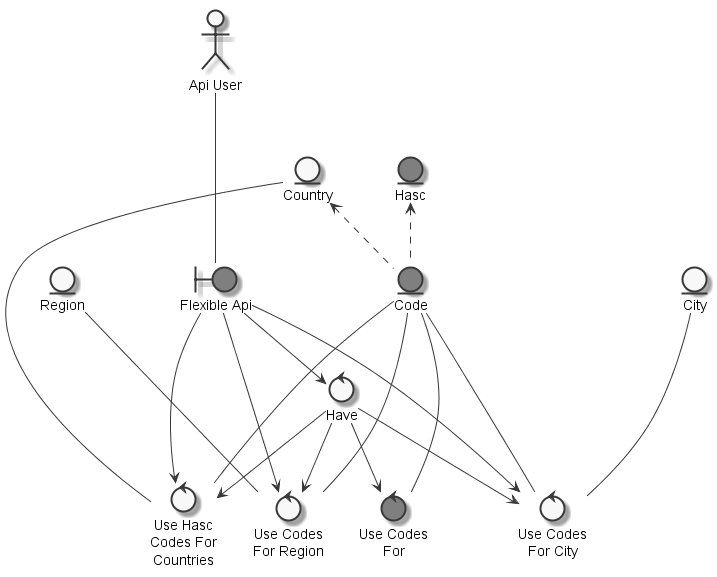 Api User
Country
Hasc
Region
Flexible Api
Code
City
Have
Use Hasc
Codes For
Countries
Use Codes
For Region
Use Codes
For
Use Codes
For City